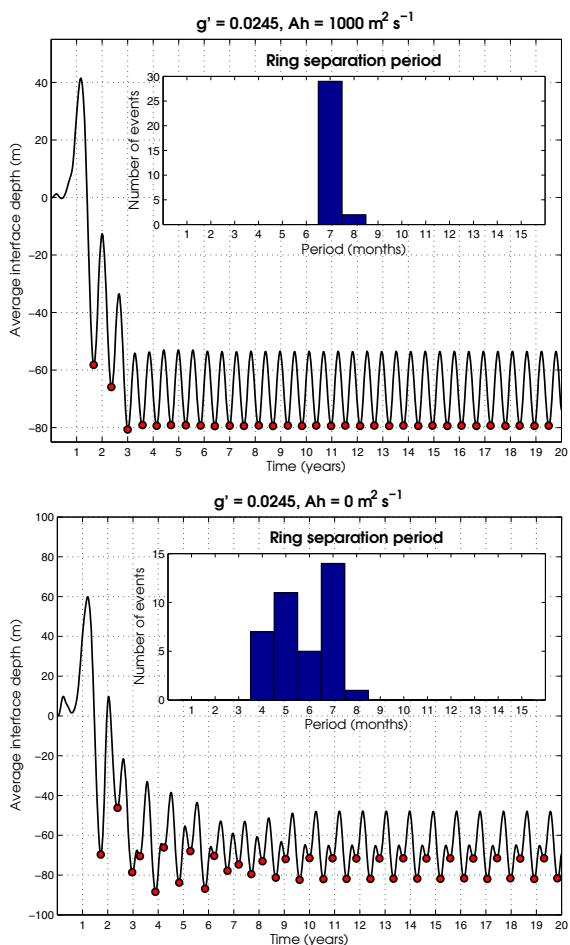 g' = 0.0245, Ah = 1000 m² s⁻¹
Ring separation period
Number of events
30
25
20
15
10
5
0
1 2 3 4 5 6 7 8 9 10 11 12 13 14 15
Period (months)
Average interface depth (m)
40
20
0
−20
−40
−60
−80
1 2 3 4 5 6 7 8 9 10 11 12 13 14 15 16 17 18 19 20
Time (years)
g' = 0.0245, Ah = 0 m² s⁻¹
Ring separation period
Number of events
15
10
5
0
1 2 3 4 5 6 7 8 9 10 11 12 13 14 15
Period (months)
Average interface depth (m)
100
80
60
40
20
0
−20
−40
−60
−80
−100
1 2 3 4 5 6 7 8 9 10 11 12 13 14 15 16 17 18 19 20
Time (years)